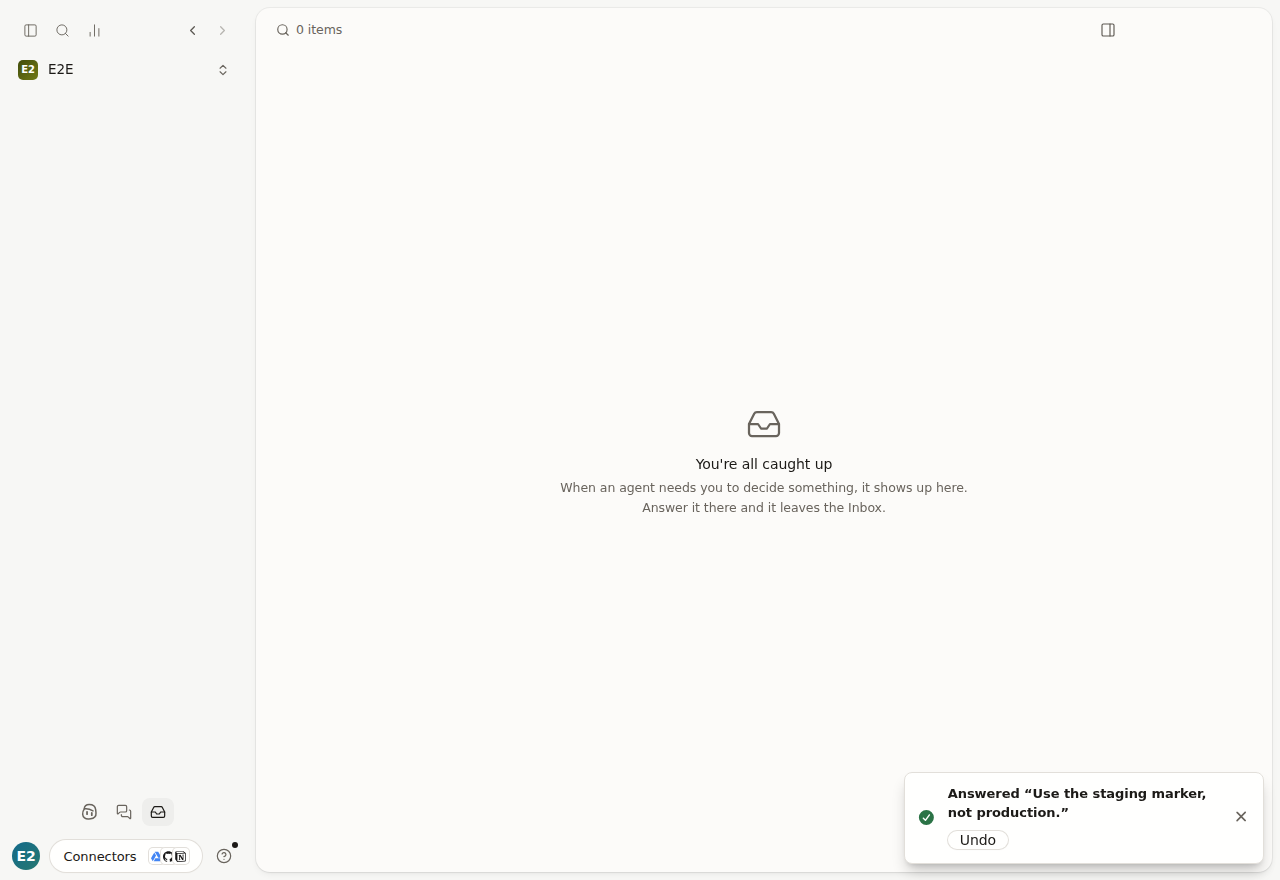 0 items
E2 E2E
You're all caught up
When an agent needs you to decide something, it shows up here.
Answer it there and it leaves the Inbox.
Answered “Use the staging marker,
not production.”
Undo
E2 Connectors